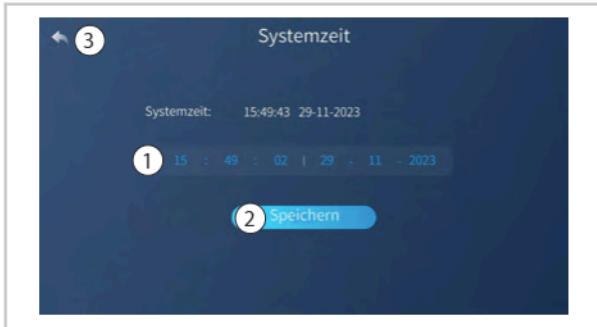 3 Systemzeit
Systemzeit: 15:49:43 29-11-2023
1 15 : 49 : 02 | 29 - 11 - 2023
2 Speichern